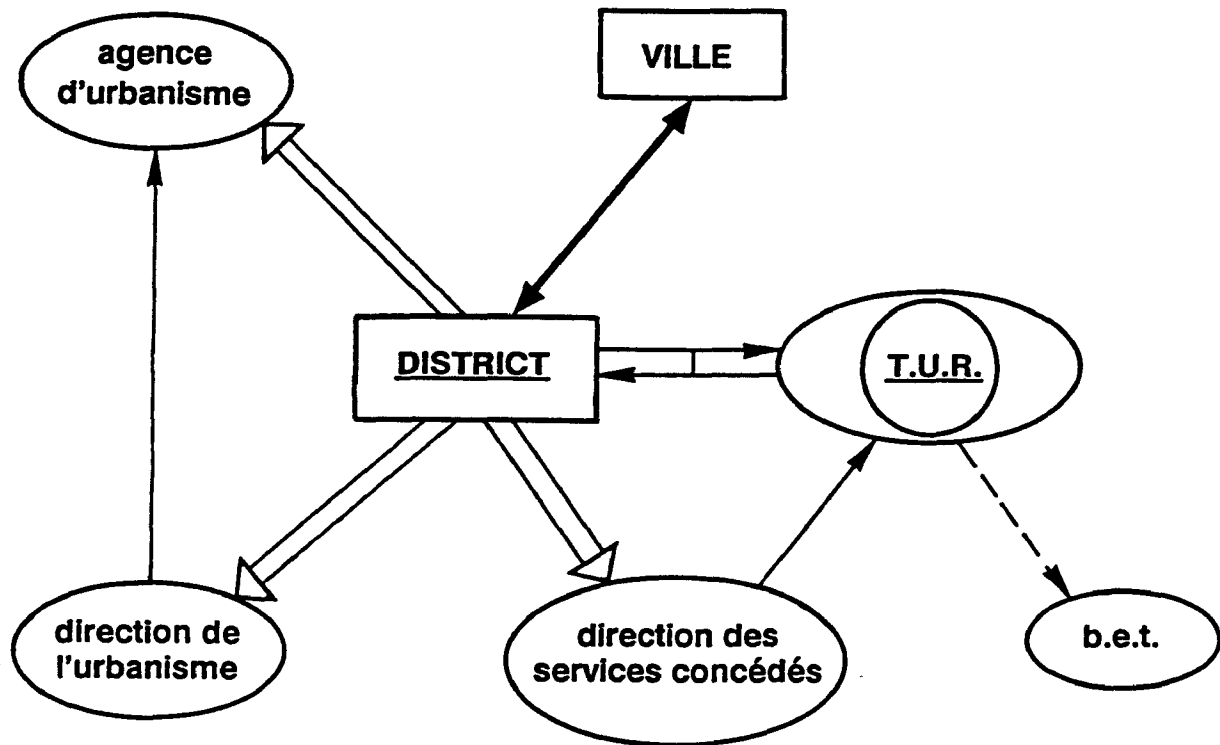 agence
d'urbanisme
VILLE
DISTRICT
T.U.R.
direction de
l'urbanisme
direction des
services concédés
b.e.t.